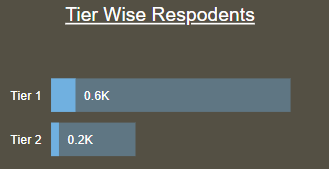 Tier Wise Respodents
Tier 1 0.6K
Tier 2 0.2K